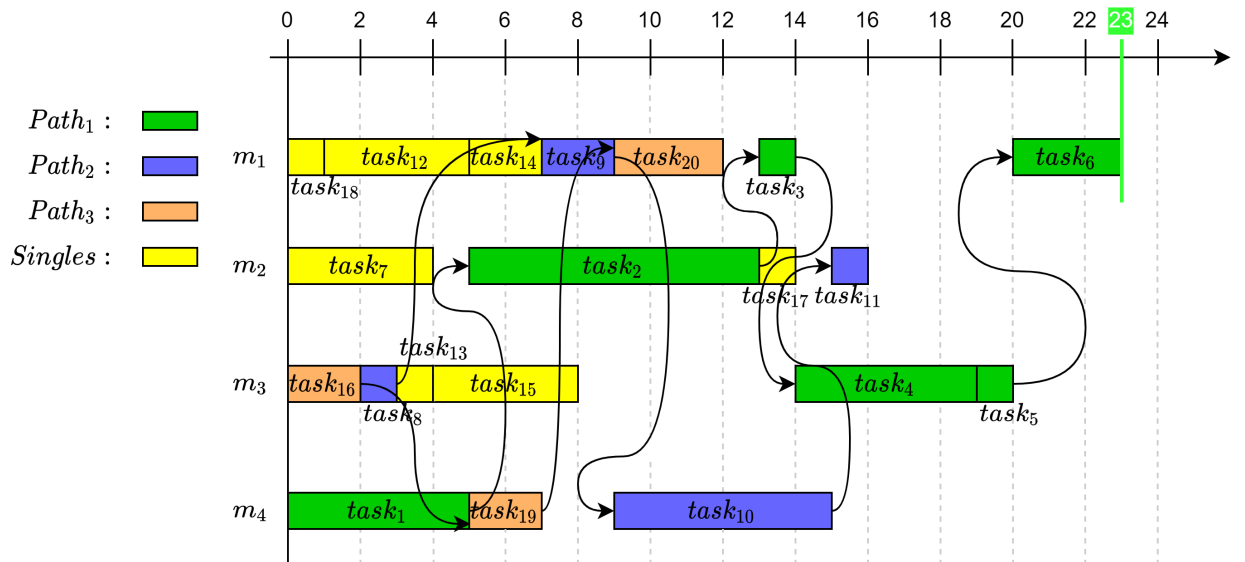 0 2 4 6 8 10 12 14 16 18 20 22 23 24
Path₁ :
Path₂ :
Path₃ :
Singles :
m₁
task₁₂
task₁₄
task₉
task₂₀
task₆
task₁₈
task₃
m₂
task₇
task₂
task₁₇
task₁₁
task₁₃
m₃
task₁₆
task₁₅
task₄
task₈
task₅
m₄
task₁
task₁₉
task₁₀